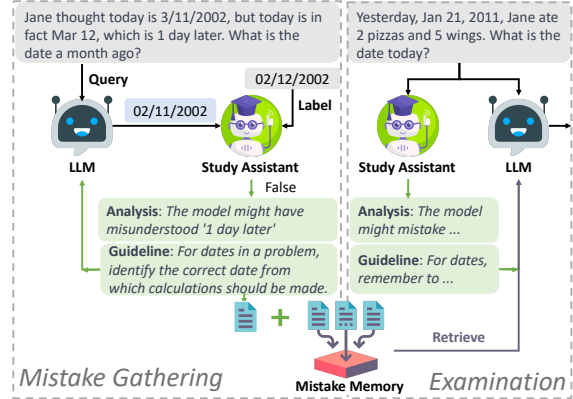 Jane thought today is 3/11/2002, but today is in
fact Mar 12, which is 1 day later. What is the
date a month ago?
Query
02/11/2002
02/12/2002
Label
LLM
Study Assistant
False
Analysis: The model might have
misunderstood '1 day later'
Guideline: For dates in a problem,
identify the correct date from
which calculations should be made.
+
Mistake Memory
Mistake Gathering
Yesterday, Jan 21, 2011, Jane ate
2 pizzas and 5 wings. What is the
date today?
Study Assistant
LLM
Analysis: The model
might mistake ...
Guideline: For dates,
remember to ...
Retrieve
Examination